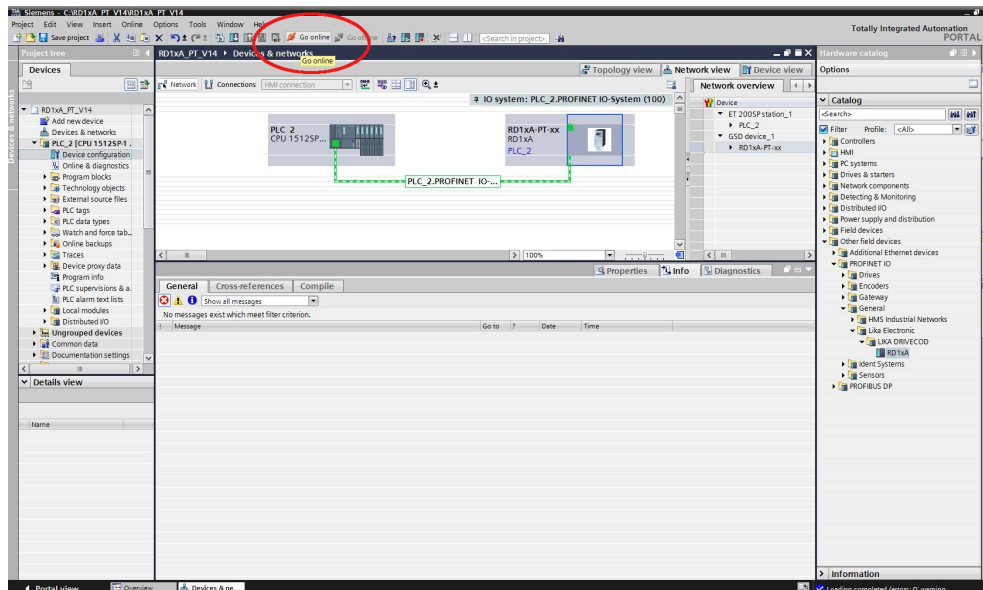 Siemens - C:\RD1xA_PT_V14\RD1xA_PT_V14
Project Edit View Insert Online Options Tools Window Help
Totally Integrated Automation
PORTAL
Save project
Go online
<Search in project>
Go online
Project tree
RD1xA_PT_V14 Devices & networks
Hardware catalog
Devices
Topology view Network view Device view
Options
Network Connections HMI connection
Network overview
IO system: PLC_2.PROFINET IO-System (100)
Devices & networks
RD1xA_PT_V14
Add new device
Devices & networks
PLC_2 [CPU 1512SP-1 .
Device configuration
Online & diagnostics
Program blocks
Technology objects
External source files
PLC tags
PLC data types
Watch and force tab..
Online backups
Traces
Device proxy data
Program info
PLC supervisions & a.
PLC alarm text lists
Local modules
Distributed I/O
Ungrouped devices
Common data
Documentation settings
Details view
Name
PLC_2
CPU 1512SP...
RD1xA-PT-xx
RD1xA
PLC_2
PLC_2.PROFINET IO-...
100%
Device
ET 200SP station_1
PLC_2
GSD device_1
RD1xA-PT-xx
Properties Info Diagnostics
General Cross-references Compile
Show all messages
No messages exist which meet filter criterion.
! Message Go to ? Date Time
Catalog
<Search>
Filter Profile: <All>
Controllers
HMI
PC systems
Drives & starters
Network components
Detecting & Monitoring
Distributed I/O
Power supply and distribution
Field devices
Other field devices
Additional Ethernet devices
PROFINET IO
Drives
Encoders
Gateway
General
HMS Industrial Networks
Lika Electronic
LIKA DRIVECOD
RD1xA
Ident Systems
Sensors
PROFIBUS DP
Information
Portal view Overview Devices & ne...
Loading completed (errors: 0; warning